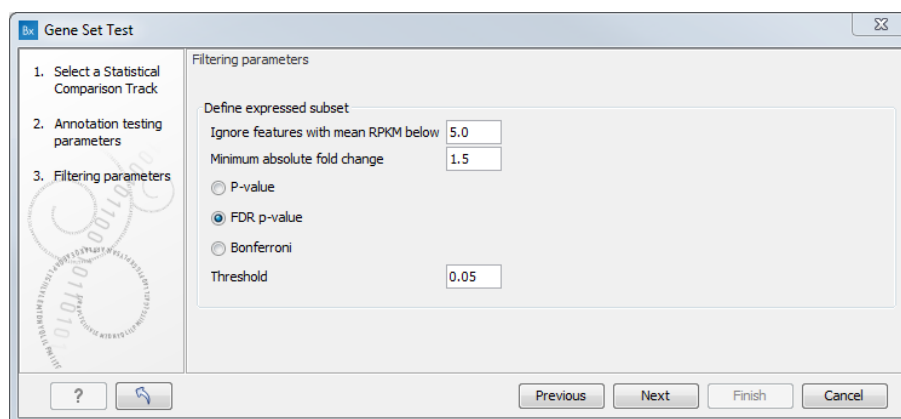 Bx Gene Set Test
1. Select a Statistical
Comparison Track
2. Annotation testing
parameters
3. Filtering parameters
Filtering parameters
Define expressed subset
Ignore features with mean RPKM below 5.0
Minimum absolute fold change 1.5
P-value
FDR p-value
Bonferroni
Threshold 0.05
?
Previous Next Finish Cancel